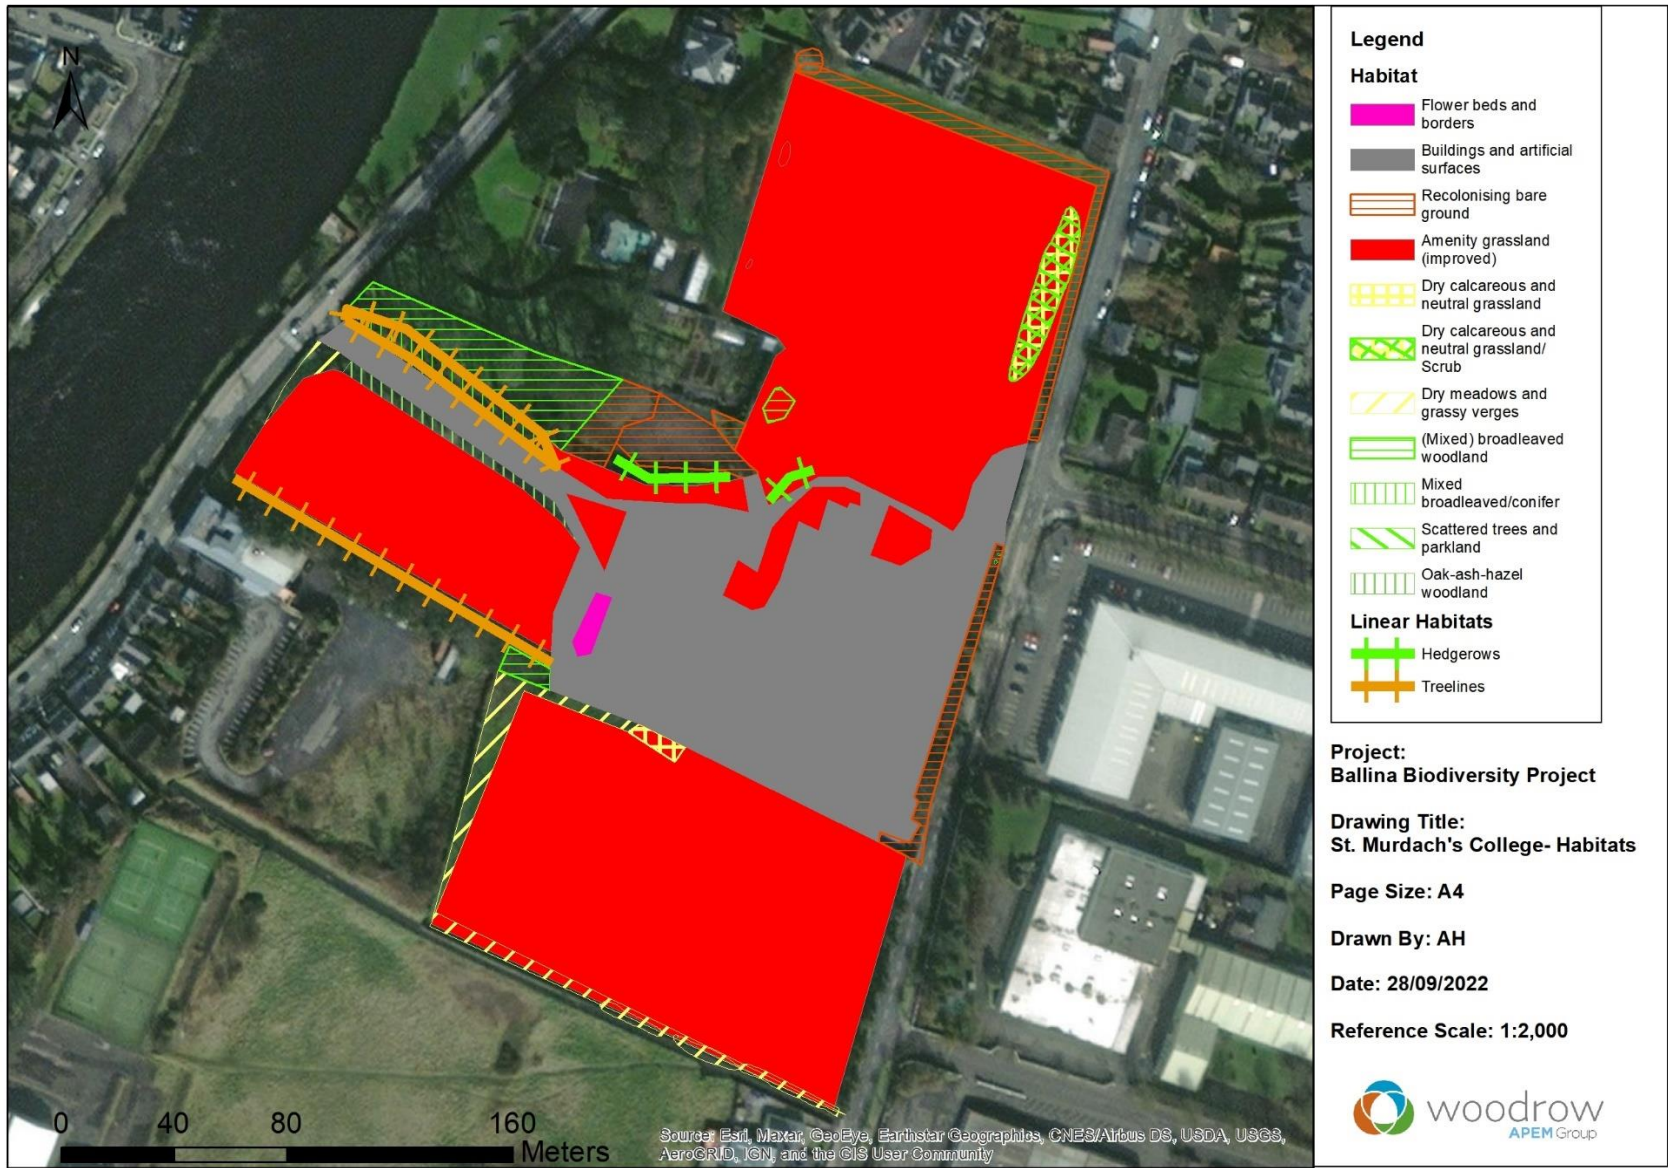 N
Legend
Habitat
Flower beds and
borders
Buildings and artificial
surfaces
Recolonising bare
ground
Amenity grassland
(improved)
Dry calcareous and
neutral grassland
Dry calcareous and
neutral grassland/
Scrub
Dry meadows and
grassy verges
(Mixed) broadleaved
woodland
Mixed
broadleaved/conifer
Scattered trees and
parkland
Oak-ash-hazel
woodland
Linear Habitats
Hedgerows
Treelines
Project:
Ballina Biodiversity Project
Drawing Title:
St. Murdach's College- Habitats
Page Size: A4
Drawn By: AH
Date: 28/09/2022
Reference Scale: 1:2,000
woodrow
APEM Group
0 40 80 160
Meters
Source: Esri, Maxar, GeoEye, Earthstar Geographics, CNES/Airbus DS, USDA, USGS,
AeroGRID, IGN, and the GIS User Community